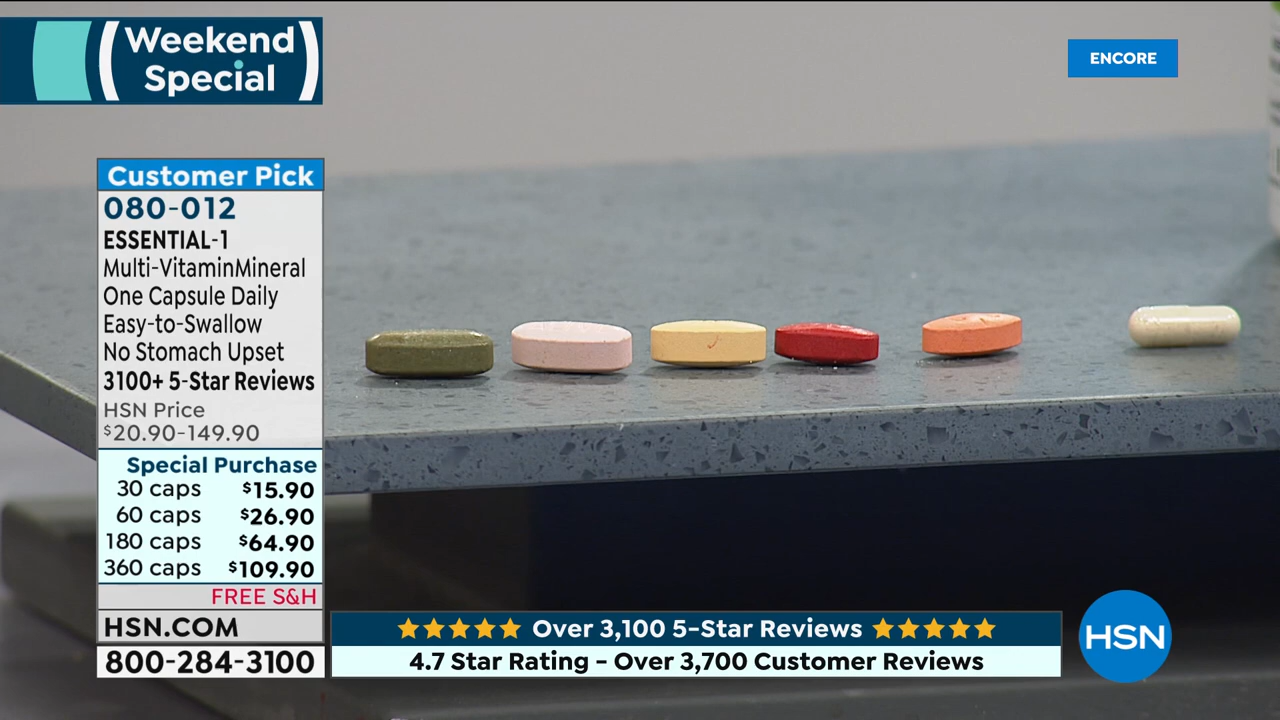 (Weekend
Special)
ENCORE
Customer Pick
080-012
ESSENTIAL-1
Multi-VitaminMineral
One Capsule Daily
Easy-to-Swallow
No Stomach Upset
3100+ 5-Star Reviews
HSN Price
$20.90-149.90
Special Purchase
30 caps $15.90
60 caps $26.90
180 caps $64.90
360 caps $109.90
FREE S&H
HSN.COM
800-284-3100
★★★★★ Over 3,100 5-Star Reviews ★★★★★
4.7 Star Rating – Over 3,700 Customer Reviews
HSN